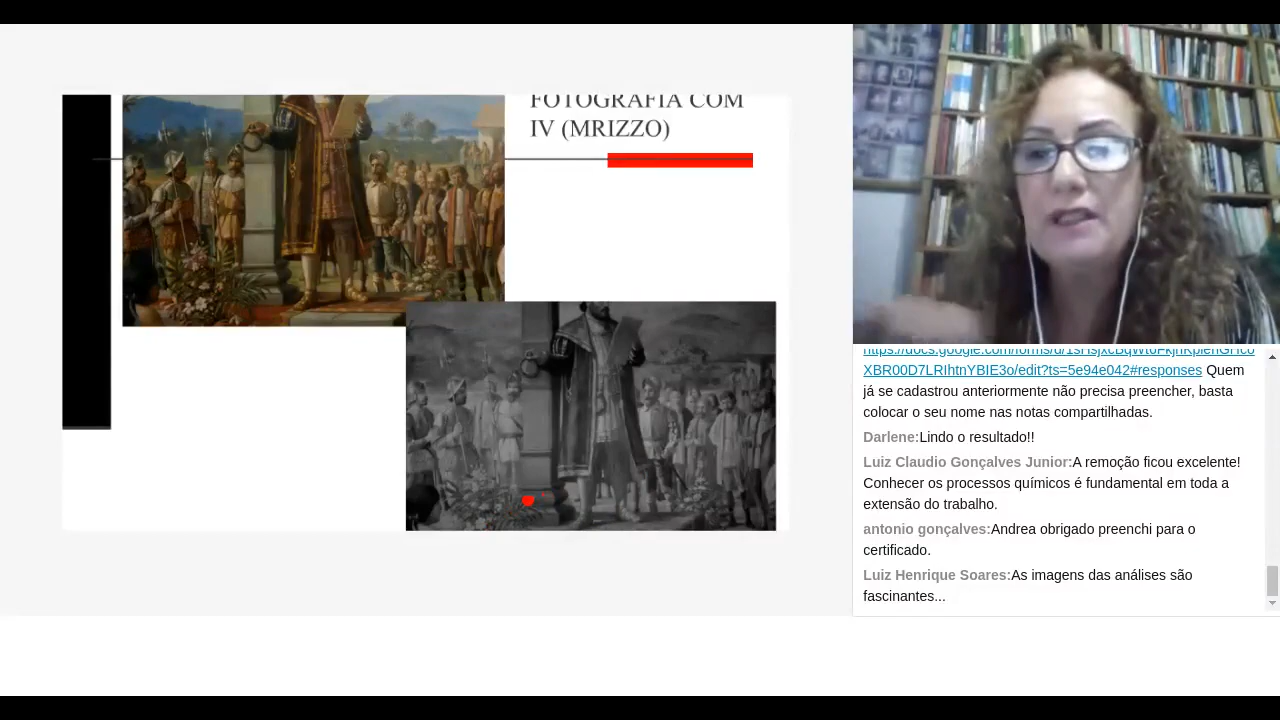 FOTOGRAFIA COM
IV (MRIZZO)
XBR00D7LRIhtnYBIE3o/edit?ts=5e94e042#responses Quem
já se cadastrou anteriormente não precisa preencher, basta
colocar o seu nome nas notas compartilhadas.
Darlene:Lindo o resultado!!
Luiz Claudio Gonçalves Junior:A remoção ficou excelente!
Conhecer os processos químicos é fundamental em toda a
extensão do trabalho.
antonio gonçalves:Andrea obrigado preenchi para o
certificado.
Luiz Henrique Soares:As imagens das análises são
fascinantes...